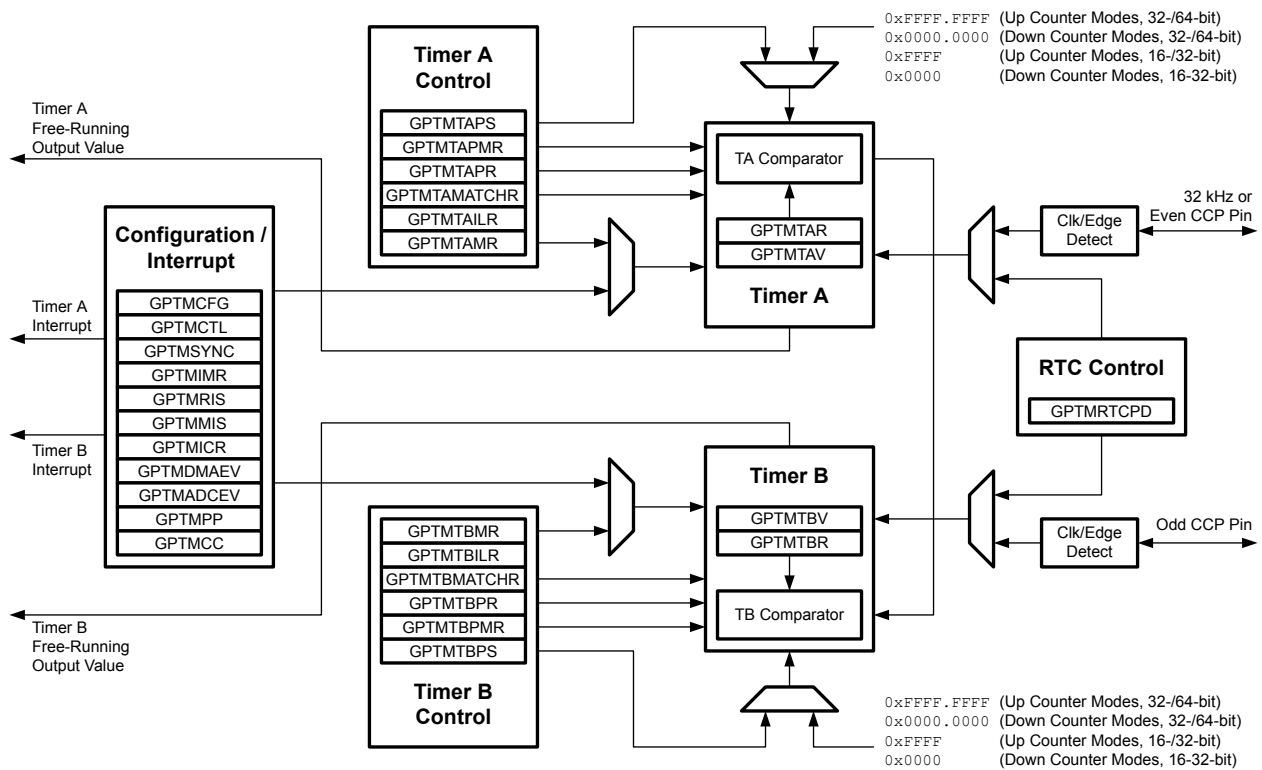 0xFFFF.FFFF (Up Counter Modes, 32-/64-bit)
0x0000.0000 (Down Counter Modes, 32-/64-bit)
0xFFFF (Up Counter Modes, 16-/32-bit)
0x0000 (Down Counter Modes, 16-32-bit)
Timer A
Control
GPTMTAPS
GPTMTAPMR
GPTMTAPR
GPTMTAMATCHR
GPTMTAILR
GPTMTAMR
Timer A
Free-Running
Output Value
TA Comparator
GPTMTAR
GPTMTAV
Timer A
Clk/Edge
Detect
32 kHz or
Even CCP Pin
Configuration /
Interrupt
GPTMCFG
GPTMCTL
GPTMSYNC
GPTMIMR
GPTMRIS
GPTMMIS
GPTMICR
GPTMDMAEV
GPTMADCEV
GPTMPP
GPTMCC
Timer A
Interrupt
Timer B
Interrupt
RTC Control
GPTMRTCPD
Timer B
GPTMTBV
GPTMTBR
TB Comparator
Clk/Edge
Detect
Odd CCP Pin
GPTMTBMR
GPTMTBILR
GPTMTBMATCHR
GPTMTBPR
GPTMTBPMR
GPTMTBPS
Timer B
Control
Timer B
Free-Running
Output Value
0xFFFF.FFFF (Up Counter Modes, 32-/64-bit)
0x0000.0000 (Down Counter Modes, 32-/64-bit)
0xFFFF (Up Counter Modes, 16-/32-bit)
0x0000 (Down Counter Modes, 16-32-bit)